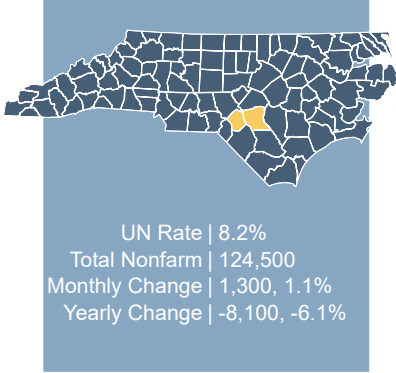 UN Rate | 8.2%
Total Nonfarm | 124,500
Monthly Change | 1,300, 1.1%
Yearly Change | -8,100, -6.1%